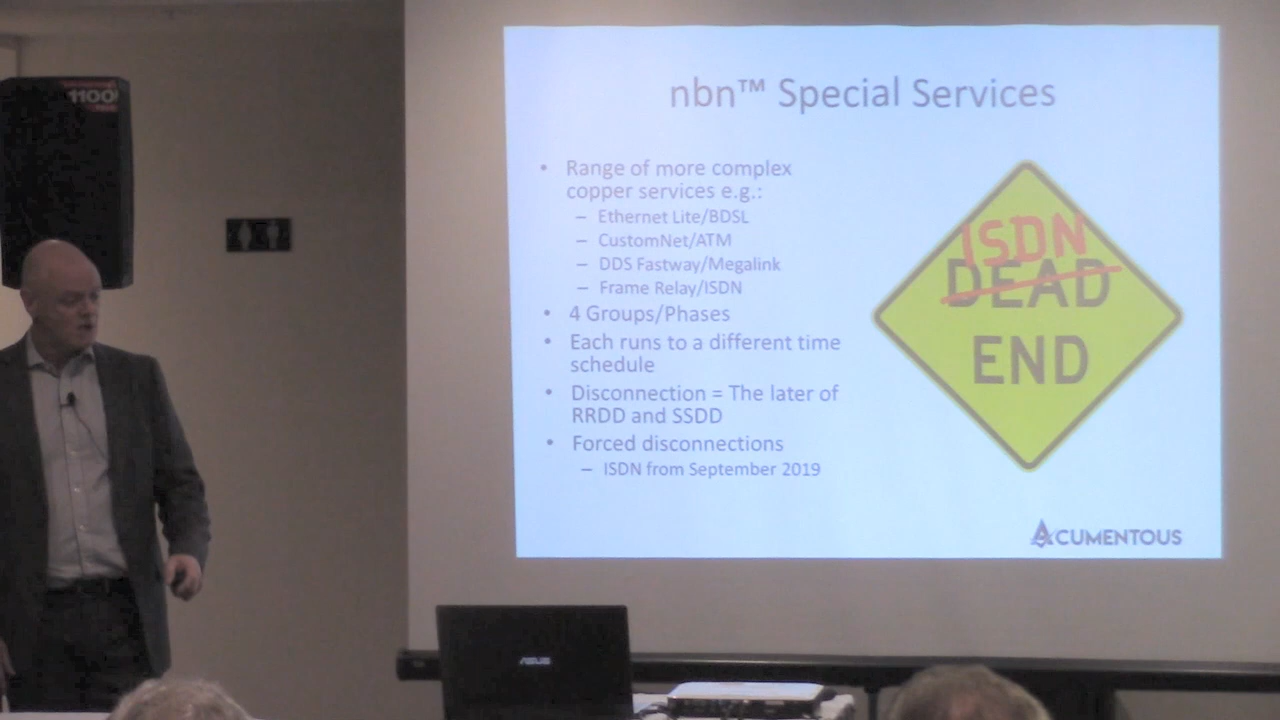 1100
nbn™ Special Services
• Range of more complex
copper services e.g.:
– Ethernet Lite/BDSL
– CustomNet/ATM
– DDS Fastway/Megalink
– Frame Relay/ISDN
• 4 Groups/Phases
• Each runs to a different time
schedule
• Disconnection = The later of
RRDD and SSDD
• Forced disconnections
– ISDN from September 2019
ISDN
DEAD
END
ACUMENTOUS
ASUS